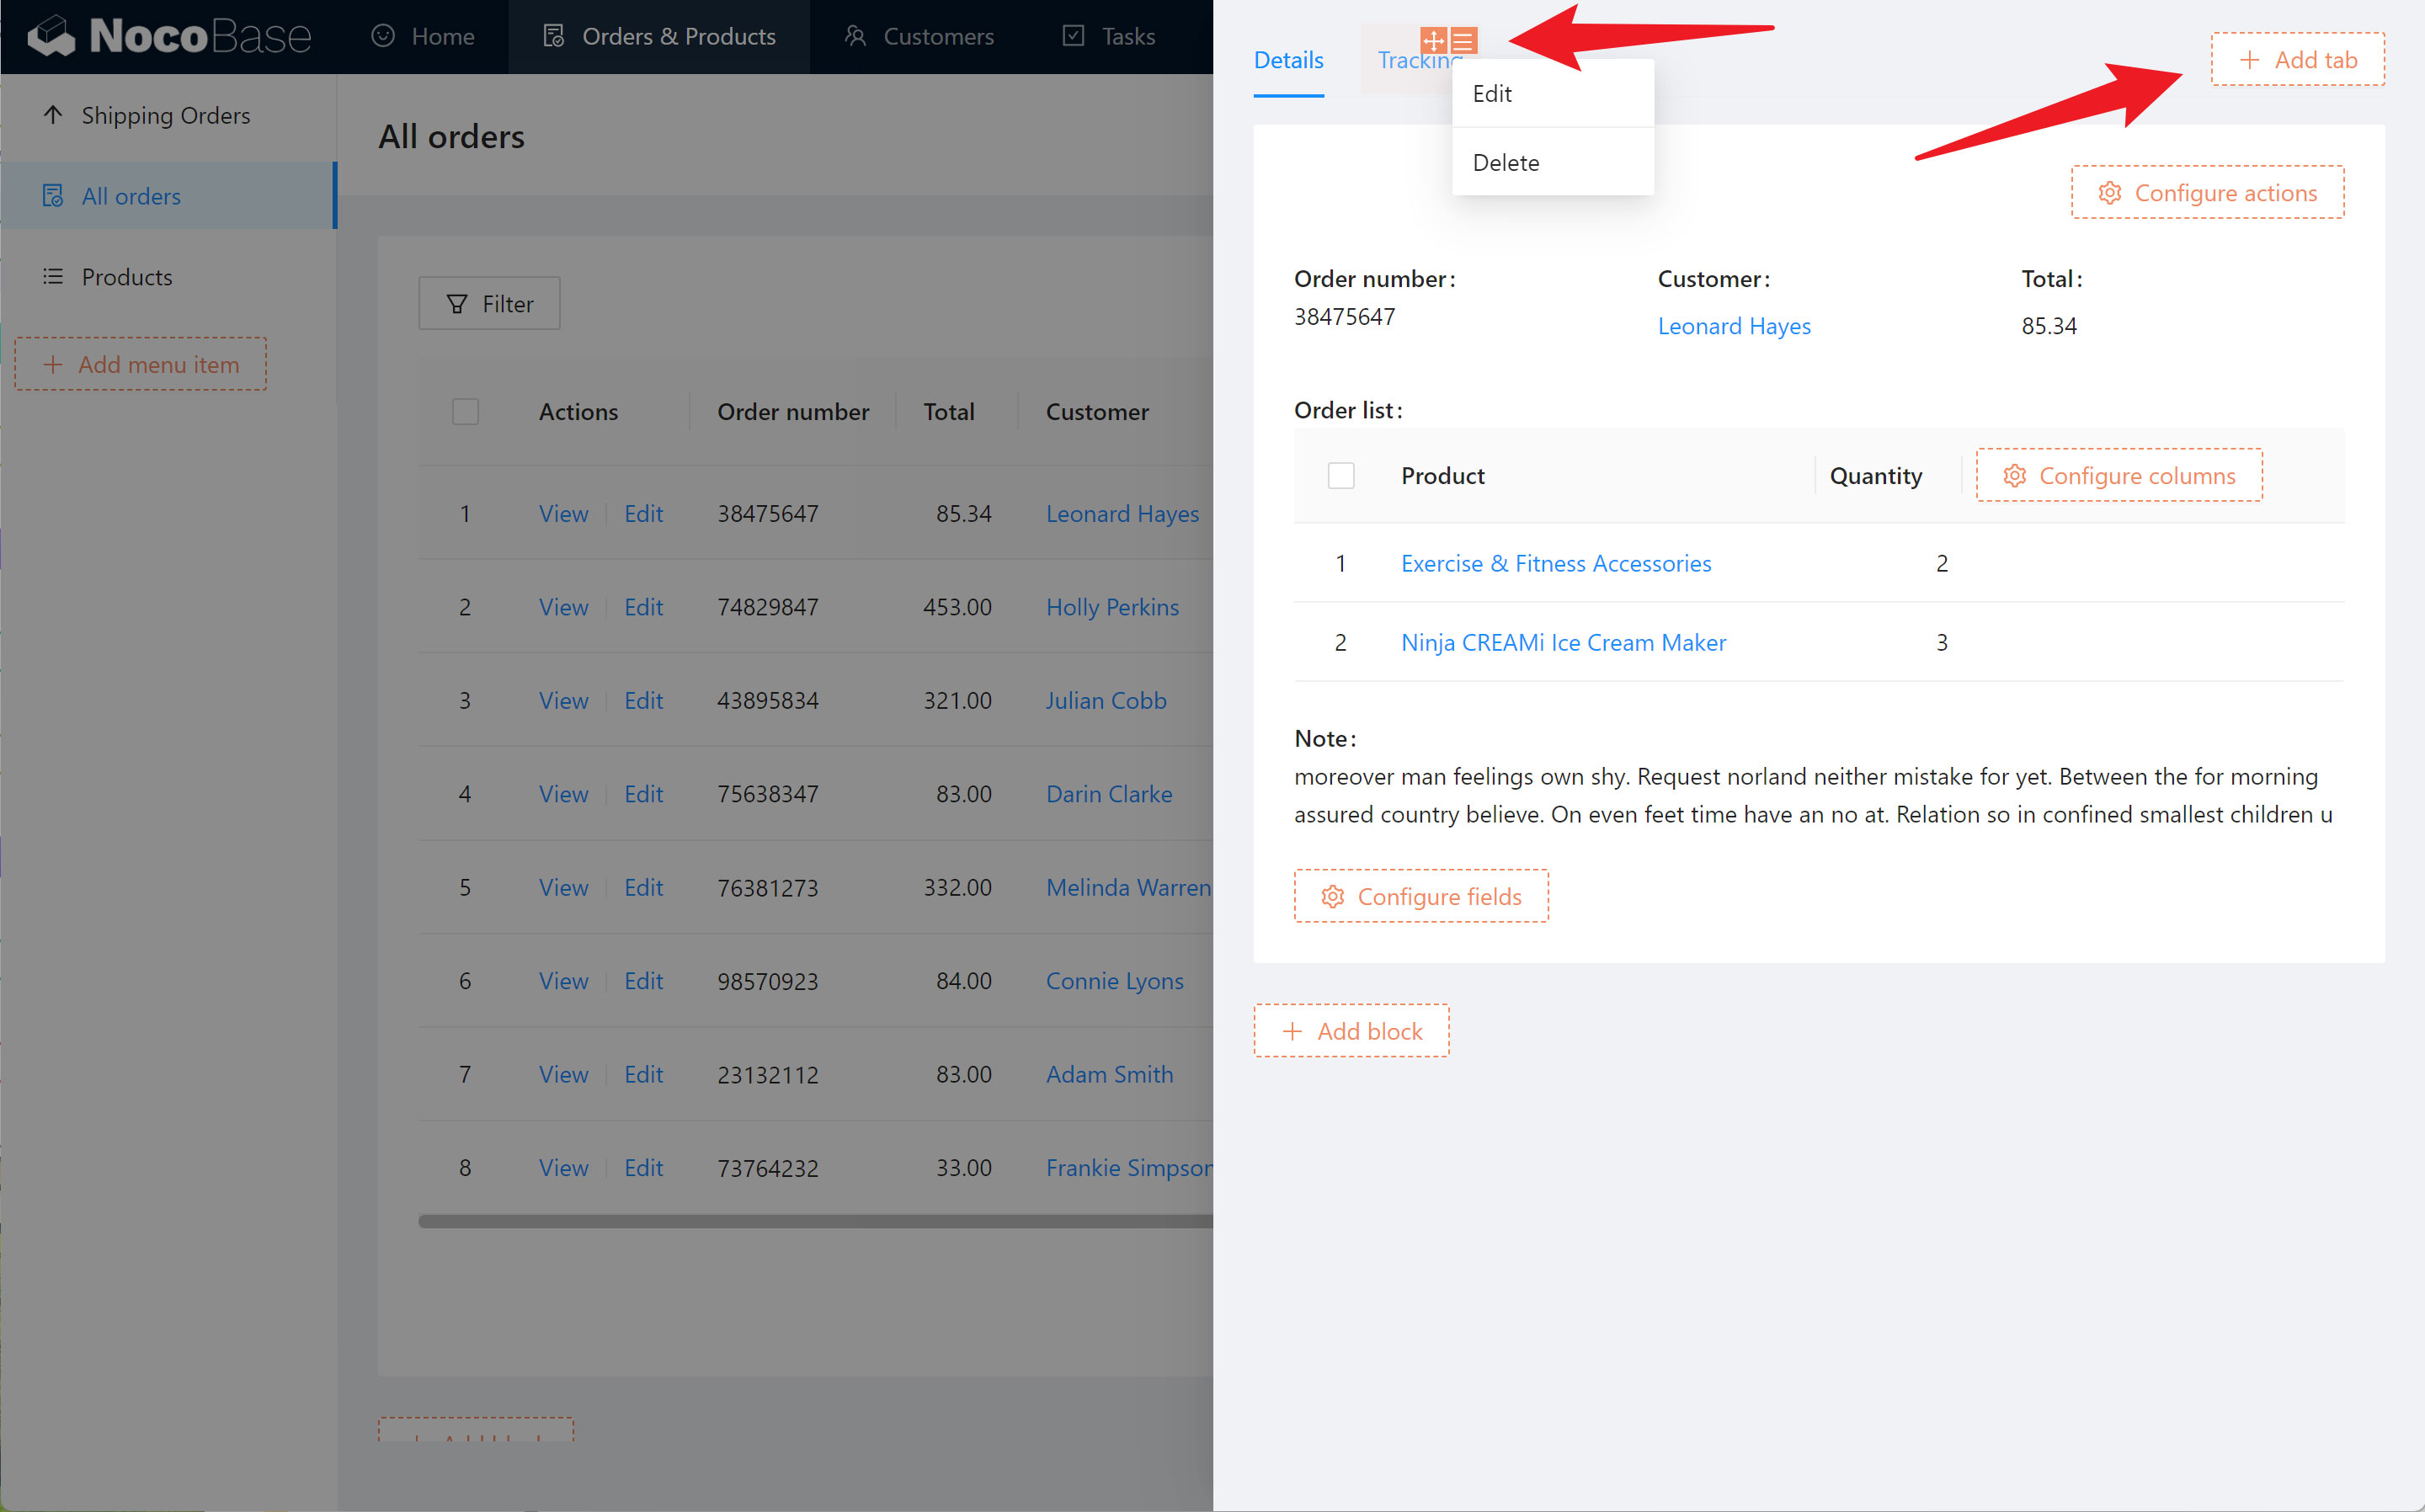 NocoBase
Home
Orders & Products
Customers
Tasks
Shipping Orders
All orders
Products
Add menu item
All orders
Filter
Actions Order number Total Customer
1 View Edit 38475647 85.34 Leonard Hayes
2 View Edit 74829847 453.00 Holly Perkins
3 View Edit 43895834 321.00 Julian Cobb
4 View Edit 75638347 83.00 Darin Clarke
5 View Edit 76381273 332.00 Melinda Warren
6 View Edit 98570923 84.00 Connie Lyons
7 View Edit 23132112 83.00 Adam Smith
8 View Edit 73764232 33.00 Frankie Simpson
Details
Tracking
Add tab
Edit
Delete
Configure actions
Order number: Customer: Total:
38475647 Leonard Hayes 85.34
Order list:
Product Quantity Configure columns
1 Exercise & Fitness Accessories 2
2 Ninja CREAMi Ice Cream Maker 3
Note:
moreover man feelings own shy. Request norland neither mistake for yet. Between the for morning
assured country believe. On even feet time have an no at. Relation so in confined smallest children u
Configure fields
Add block